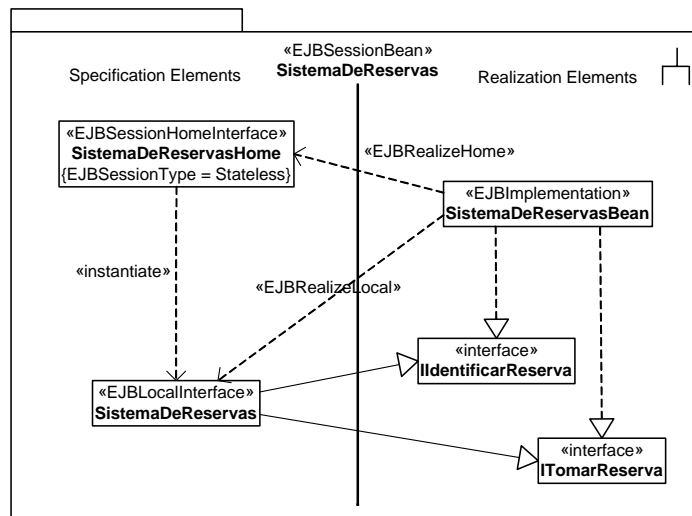 «EJBSessionBean»
SistemaDeReservas
Specification Elements
Realization Elements
«EJBSessionHomeInterface»
SistemaDeReservasHome
{EJBSessionType = Stateless}
«EJBRealizeHome»
«EJBImplementation»
SistemaDeReservasBean
«instantiate»
«EJBRealizeLocal»
«interface»
IIdentificarReserva
«EJBLocalInterface»
SistemaDeReservas
«interface»
ITomarReserva